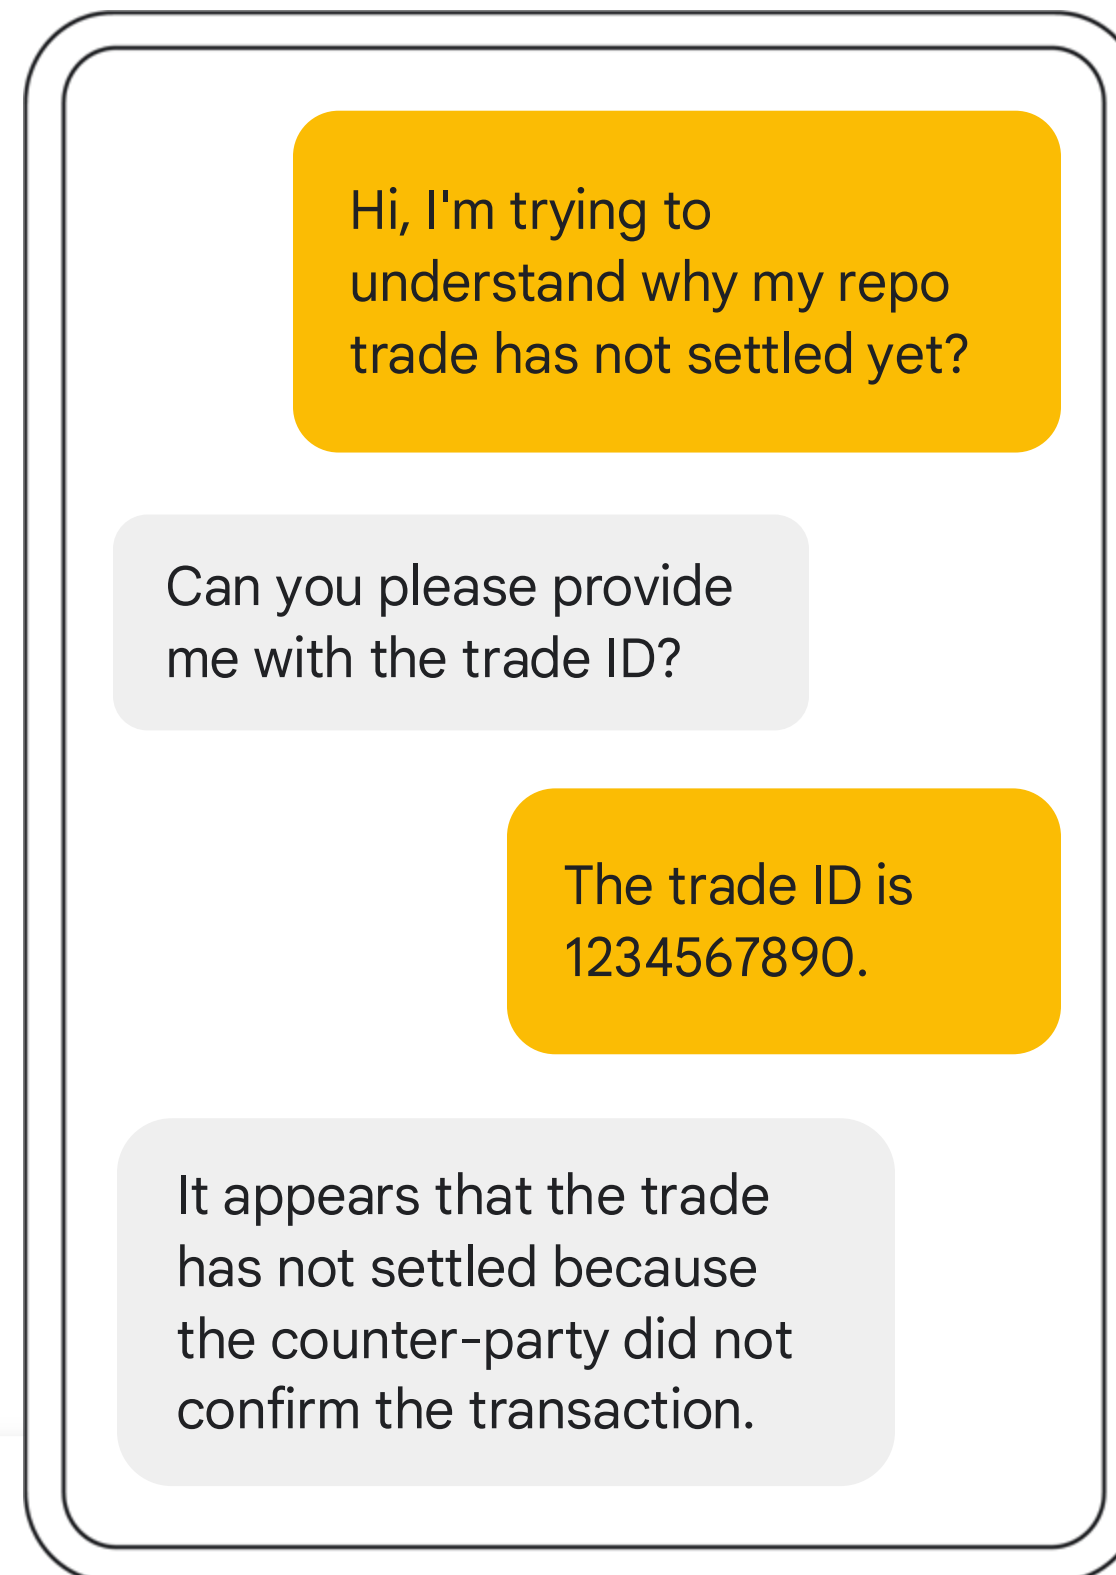 Hi, I'm trying to
understand why my repo
trade has not settled yet?
Can you please provide
me with the trade ID?
The trade ID is
1234567890.
It appears that the trade
has not settled because
the counter-party did not
confirm the transaction.